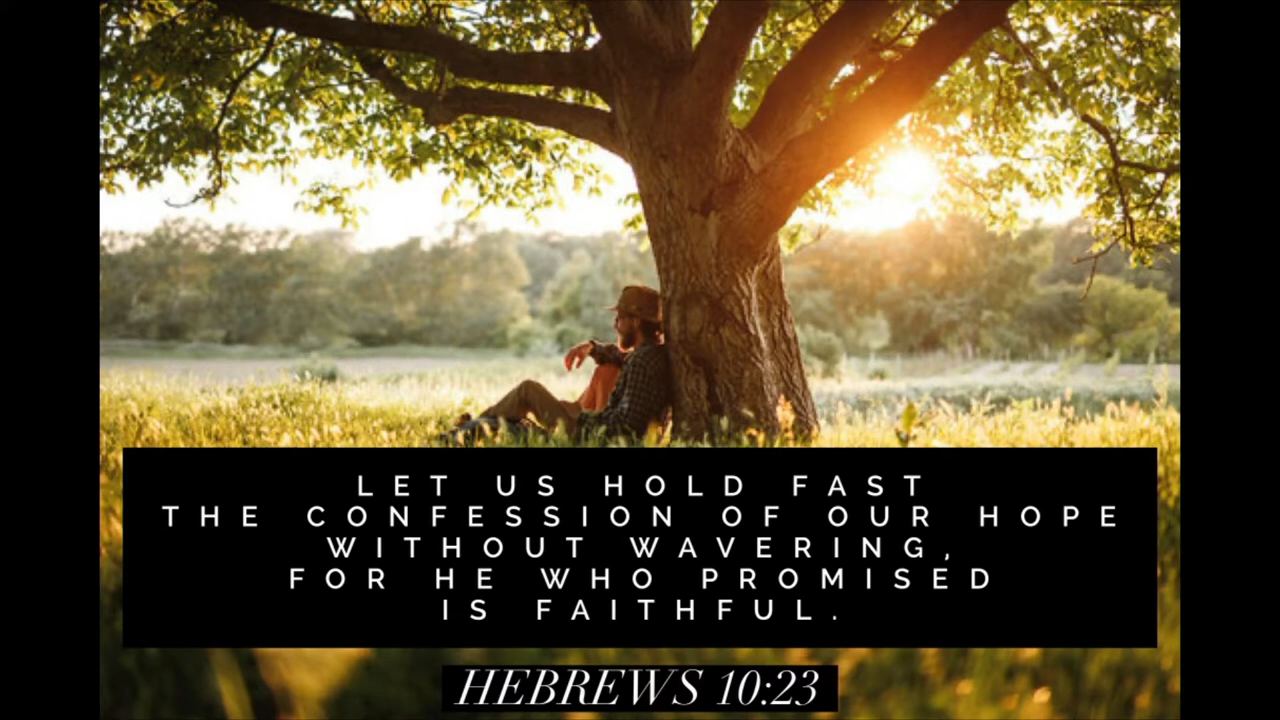 LET US HOLD FAST
THE CONFESSION OF OUR HOPE
WITHOUT WAVERING,
FOR HE WHO PROMISED
IS FAITHFUL.
HEBREWS 10:23